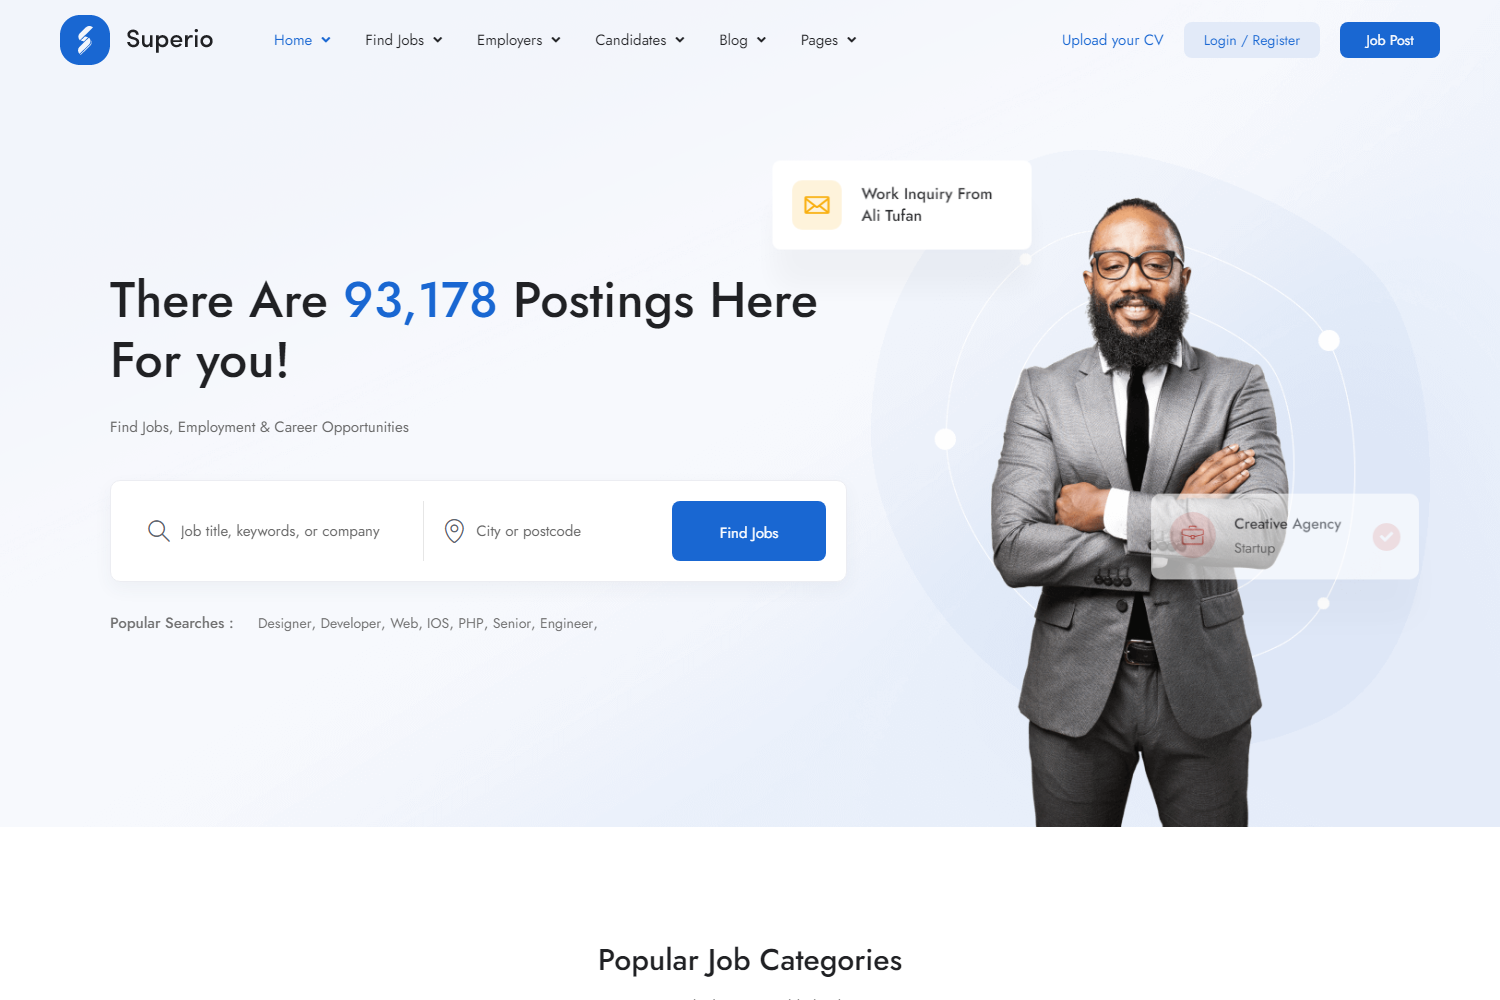 Superio
Home
Find Jobs
Employers
Candidates
Blog
Pages
Upload your CV
Login / Register
Job Post
Work Inquiry From
Ali Tufan
There Are 93,178 Postings Here
For you!
Find Jobs, Employment & Career Opportunities
Job title, keywords, or company
City or postcode
Find Jobs
Creative Agency
Startup
Popular Searches :
Designer, Developer, Web, IOS, PHP, Senior, Engineer,
Popular Job Categories